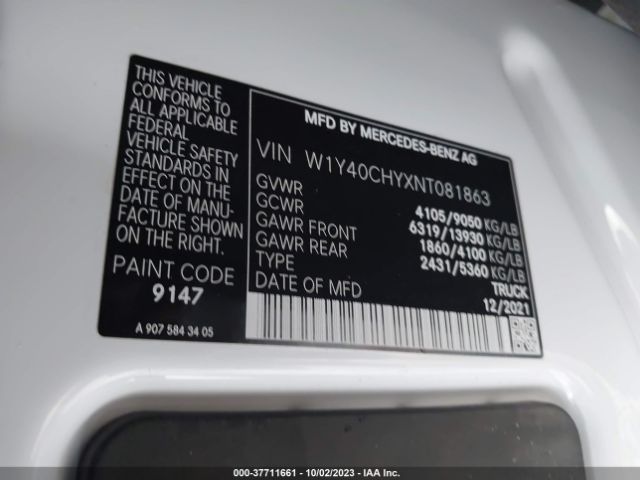 THIS VEHICLE
CONFORMS TO
ALL APPLICABLE
FEDERAL
VEHICLE SAFETY
STANDARDS IN
EFFECT ON THE
DATE OF MANU-
FACTURE SHOWN
ON THE RIGHT.
PAINT CODE
9147
A 907 584 34 05
MFD BY MERCEDES-BENZ AG
VIN W1Y40CHYXNT081863
GVWR 4105/9050 KG/LB
GCWR 6319/13930 KG/LB
GAWR FRONT 1860/4100 KG/LB
GAWR REAR 2431/5360 KG/LB
TYPE TRUCK
DATE OF MFD 12/2021
000-37711661 - 10/02/2023 - IAA Inc.